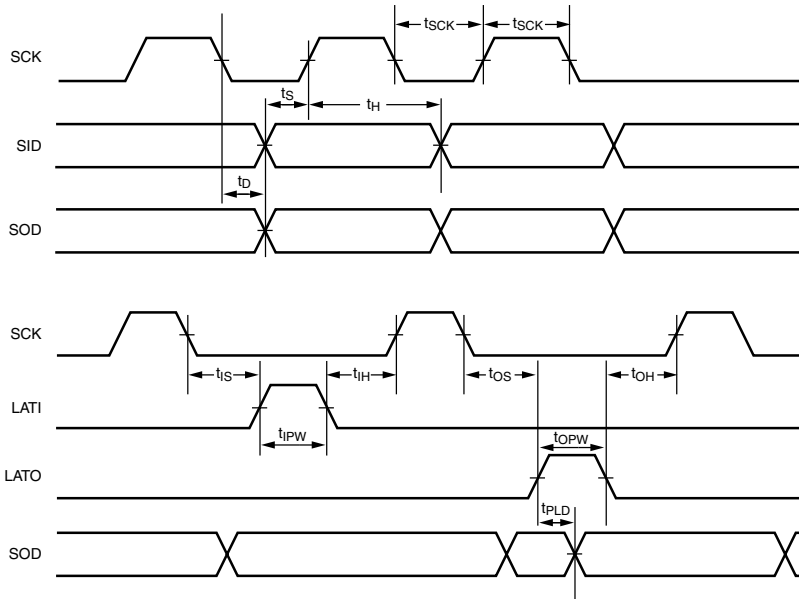 tSCK tSCK
SCK
tS
tH
SID
tD
SOD
SCK
tIS tIH tOS tOH
LATI
tIPW tOPW
LATO
tPLD
SOD